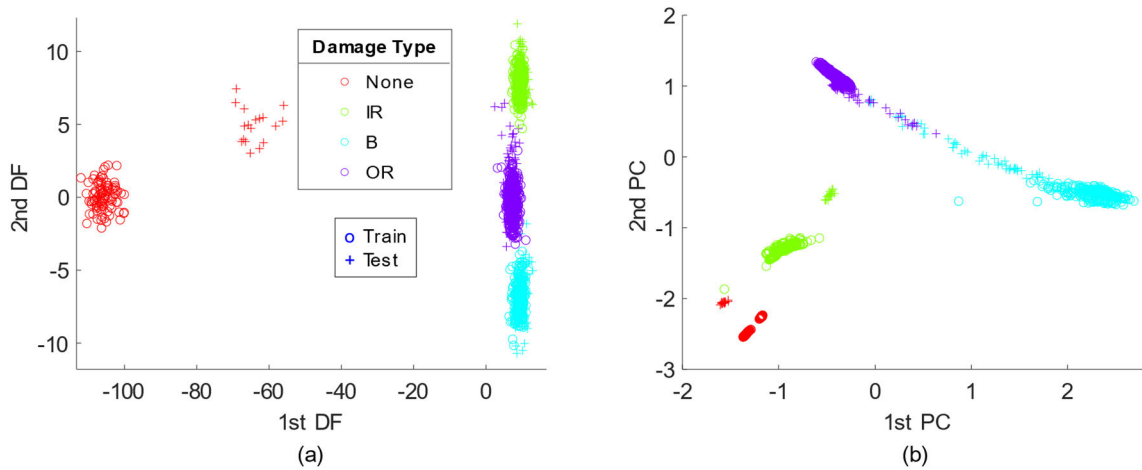 10
5
0
-5
-10
-100
-80
-60
-40
-20
0
2nd DF
1st DF
Damage Type
None
IR
B
OR
Train
Test
(a)
2
1
0
-1
-2
-3
-2
-1
0
1
2
2nd PC
1st PC
(b)